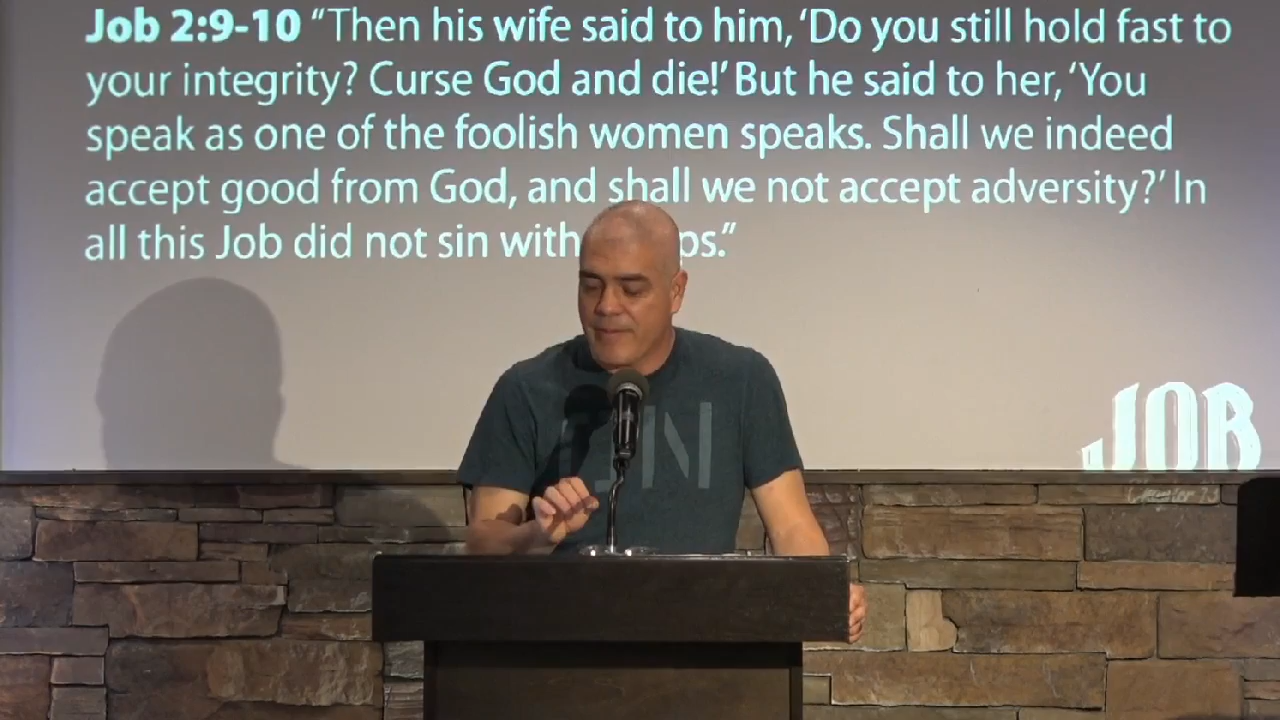 Job 2:9-10 “Then his wife said to him, ‘Do you still hold fast to
your integrity? Curse God and die!’ But he said to her, ‘You
speak as one of the foolish women speaks. Shall we indeed
accept good from God, and shall we not accept adversity?’ In
all this Job did not sin with ps.”
JOB